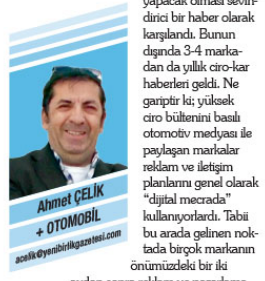 yapacak olması sevin-
dirici bir haber olarak
karşılandı. Bunun
dışında 3-4 marka-
dan da yıllık ciro-kar
haberleri geldi. Ne
gariptir ki; yüksek
ciro bültenini basılı
otomotiv medyası ile
paylaşan markalar
reklam ve iletişim
planlarını genel olarak
“dijital mecrada”
kullanıyorlardı. Tabii
bu arada gelinen nok-
tada birçok markanın
önümüzdeki bir iki
Ahmet ÇELİK
+ OTOMOBİL
acelik@yenibirlikgazetesi.com